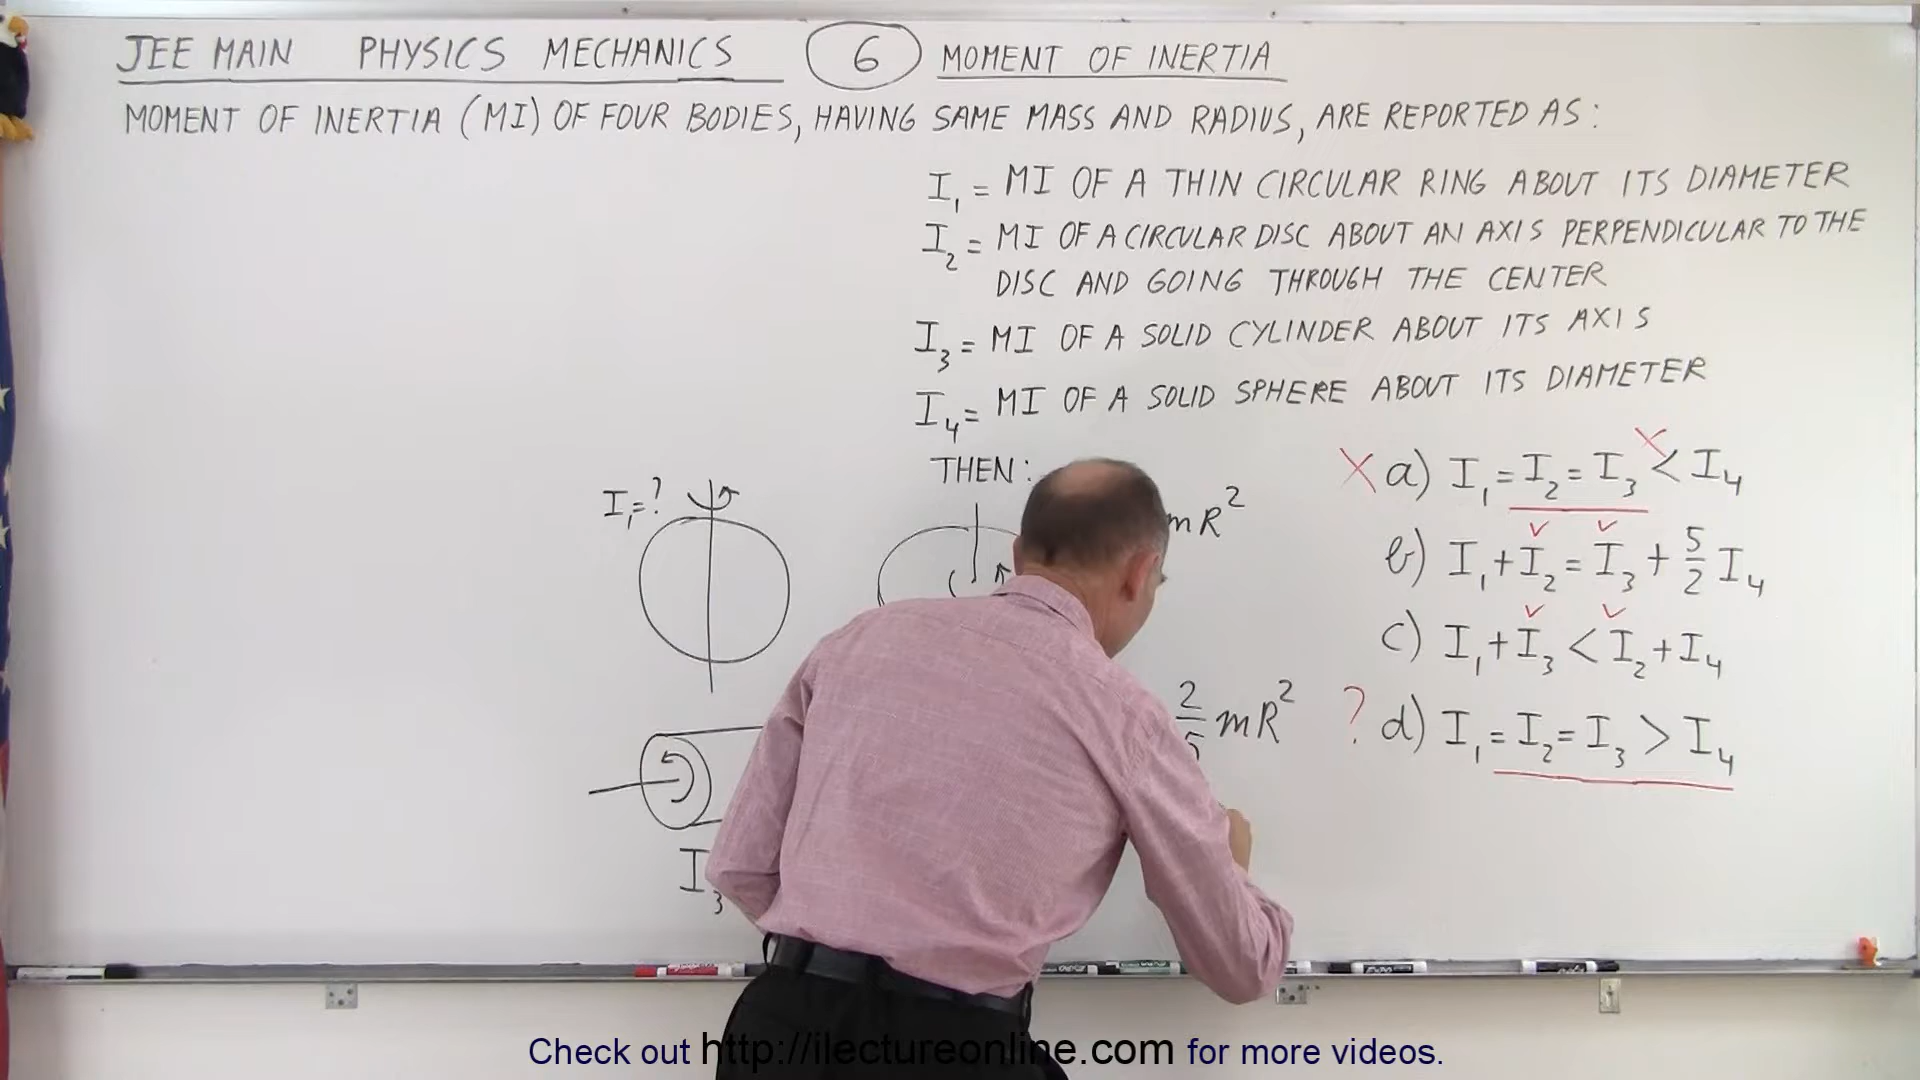 JEE MAIN PHYSICS MECHANICS 6 MOMENT OF INERTIA
MOMENT OF INERTIA (MI) OF FOUR BODIES, HAVING SAME MASS AND RADIUS, ARE REPORTED AS:
I₁ = MI OF A THIN CIRCULAR RING ABOUT ITS DIAMETER
I₂ = MI OF A CIRCULAR DISC ABOUT AN AXIS PERPENDICULAR TO THE
DISC AND GOING THROUGH THE CENTER
I₃ = MI OF A SOLID CYLINDER ABOUT ITS AXIS
I₄ = MI OF A SOLID SPHERE ABOUT ITS DIAMETER
THEN:
X a) I₁ = I₂ = I₃ < I₄
b) I₁ + I₂ = I₃ + 5/2 I₄
c) I₁ + I₃ < I₂ + I₄
? d) I₁ = I₂ = I₃ > I₄
I₁ = ?
mR²
2/5 mR²
I₃
Check out http://ilectureonline.com for more videos.